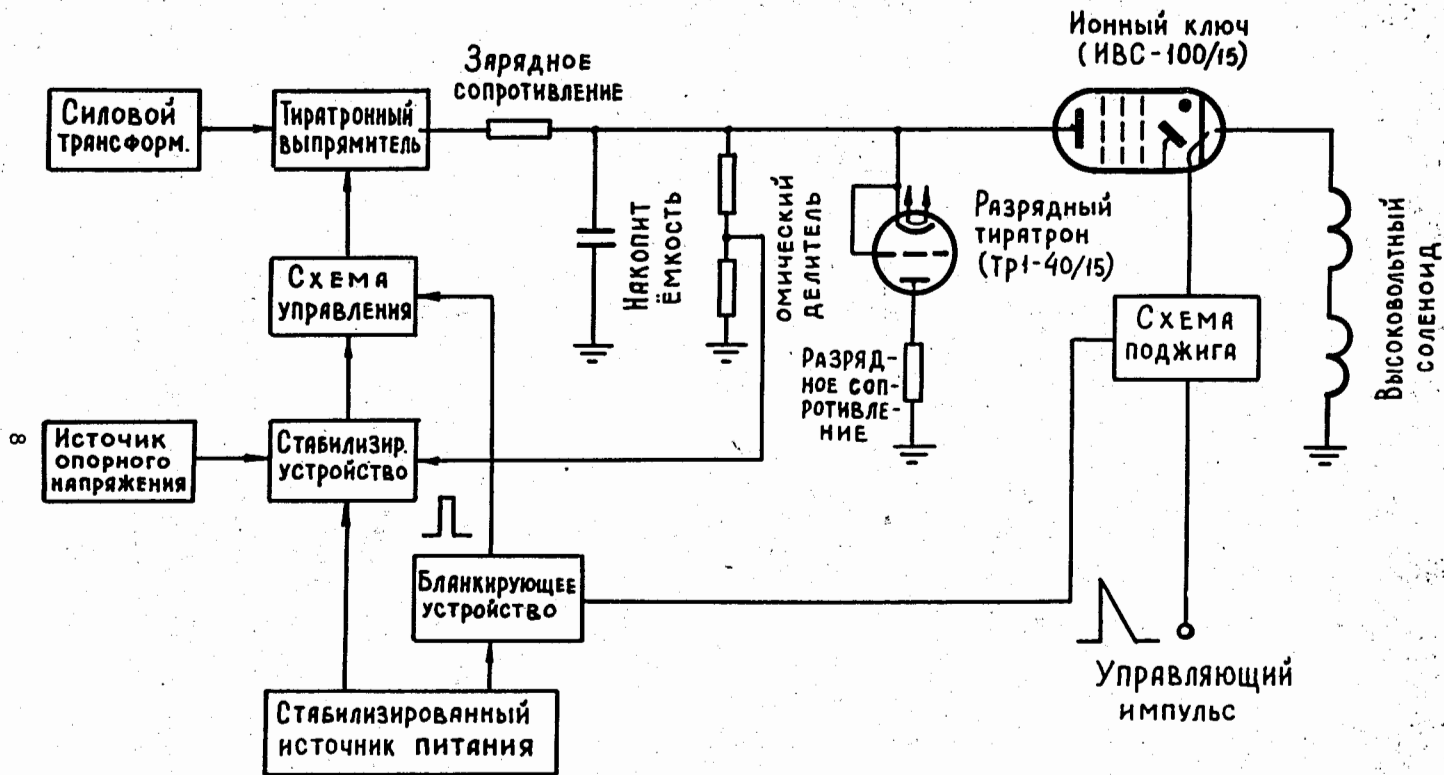 Ионный ключ
(ИВС-100/15)
Зарядное
сопротивление
Силовой
трансформ.
Тиратронный
выпрямитель
Накопит
ёмкость
омический
делитель
Разрядный
тиратрон
(ТР1-40/15)
Схема
управления
Схема
поджига
Высоковольтный
соленоид
Разряд-
ное соп-
ротивле-
ние
8
Источник
опорного
напряжения
Стабилизир.
устройство
Бланкирующее
устройство
Управляющий
импульс
Стабилизированный
источник питания